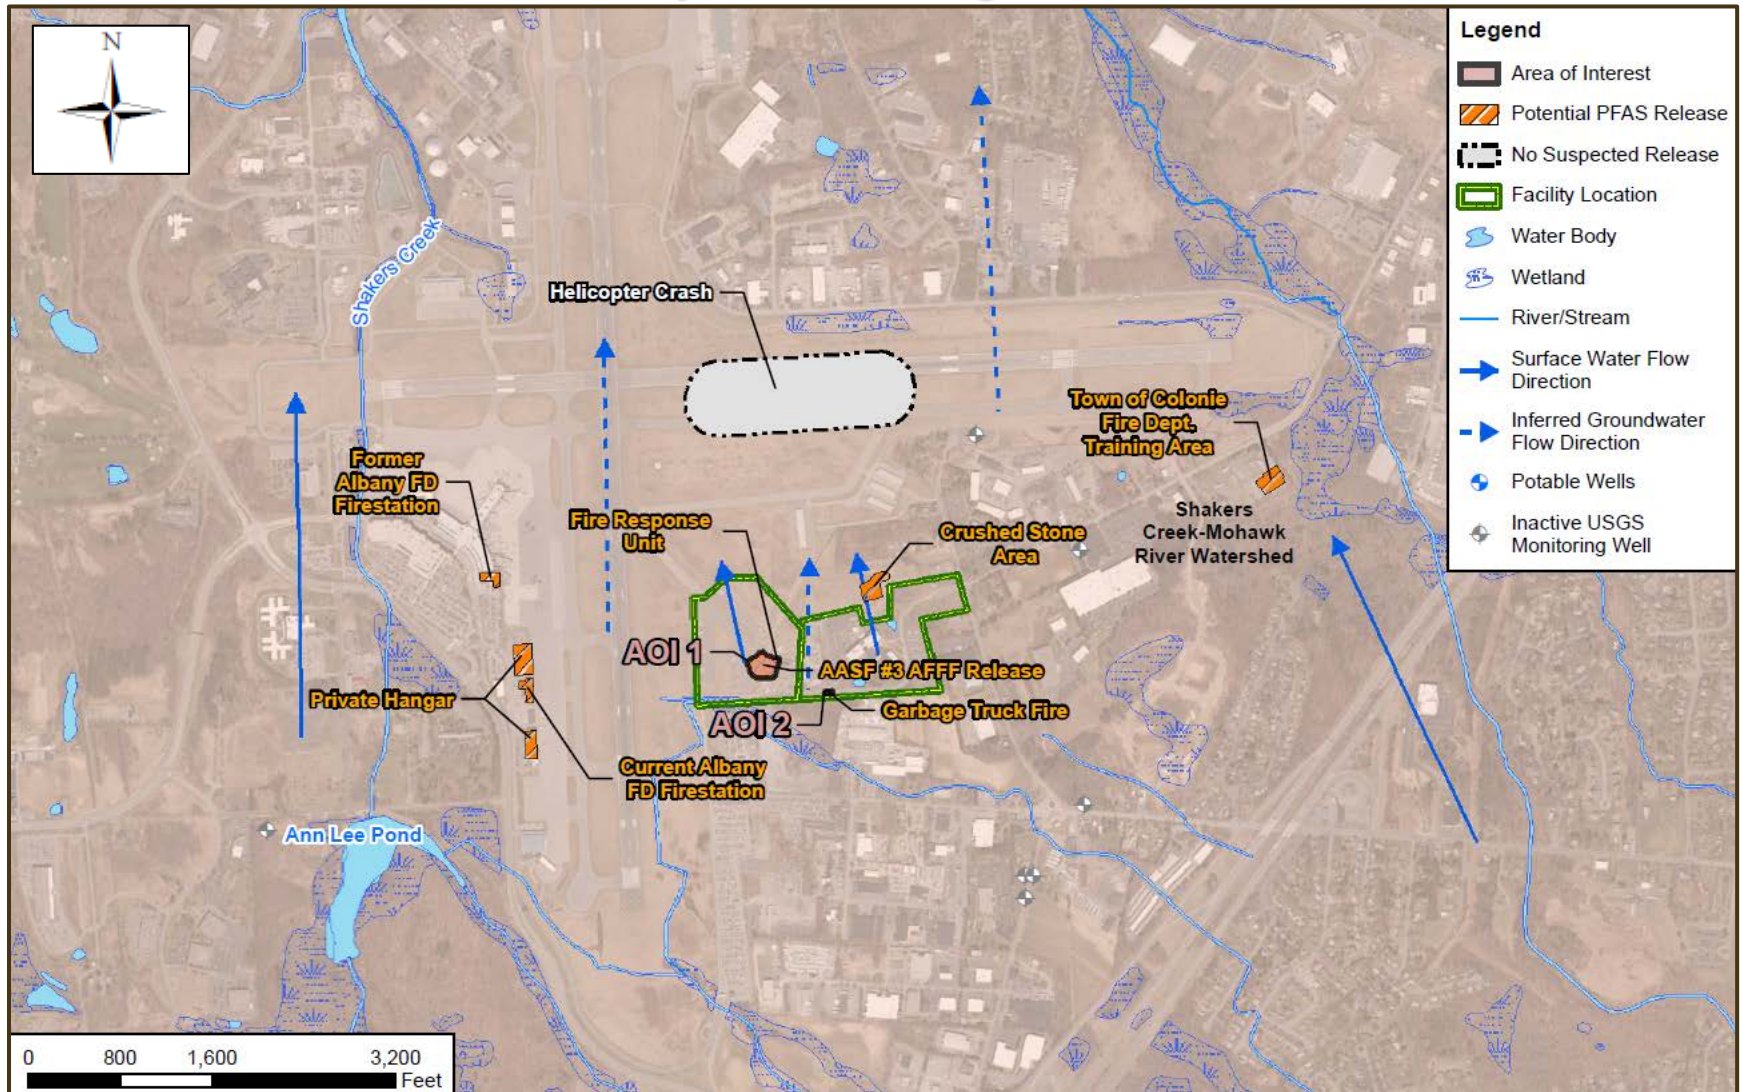 N
Legend
Area of Interest
Potential PFAS Release
No Suspected Release
Facility Location
Water Body
Wetland
River/Stream
Surface Water Flow
Direction
Inferred Groundwater
Flow Direction
Potable Wells
Inactive USGS
Monitoring Well
Shakers Creek
Helicopter Crash
Town of Colonie
Fire Dept.
Training Area
Former
Albany FD
Firestation
Fire Response
Unit
Crushed Stone
Area
Shakers
Creek-Mohawk
River Watershed
AOI 1
AASF #3 AFFF Release
Private Hangar
Garbage Truck Fire
AOI 2
Current Albany
FD Firestation
Ann Lee Pond
0 800 1,600 3,200
Feet